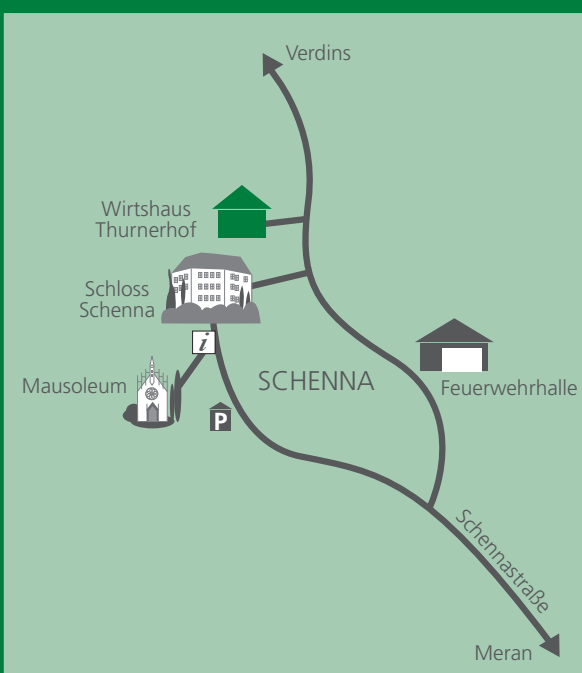 Verdins
Wirtshaus
Thurnerhof
Schloss
Schenna
i
Mausoleum
SCHENNA
Feuerwehrhalle
P
Schennastraße
Meran